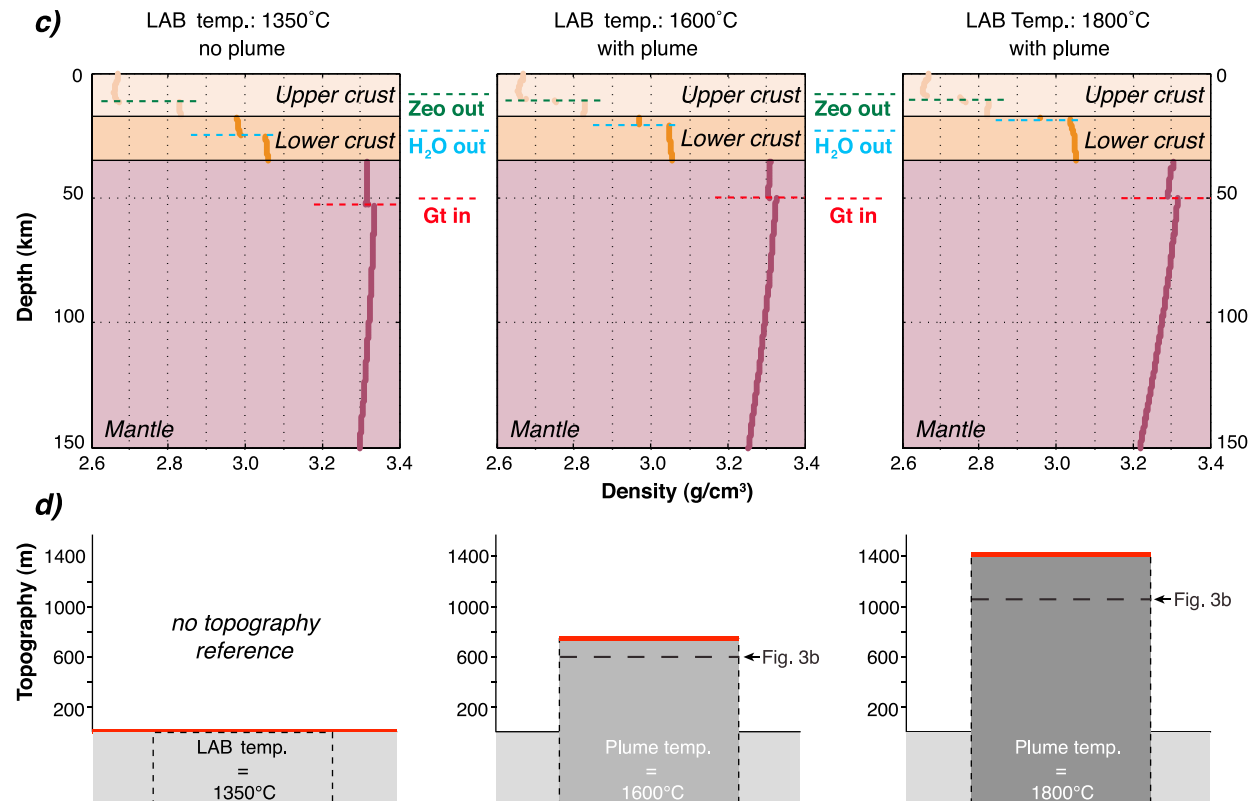 c)
LAB temp.: 1350°C
no plume
LAB temp.: 1600°C
with plume
LAB Temp.: 1800°C
with plume
Depth (km)
0
50
100
150
Upper crust
Lower crust
Mantle
2.6 2.8 3.0 3.2 3.4
Zeo out
H₂O out
Gt in
Upper crust
Lower crust
Mantle
2.6 2.8 3.0 3.2 3.4
Zeo out
H₂O out
Gt in
Upper crust
Lower crust
Mantle
2.6 2.8 3.0 3.2 3.4
0
50
100
150
Density (g/cm³)
d)
Topography (m)
1400
1000
600
200
no topography
reference
LAB temp.
=
1350°C
1400
1000
600
200
Fig. 3b
Plume temp.
=
1600°C
1400
1000
600
200
Fig. 3b
Plume temp.
=
1800°C